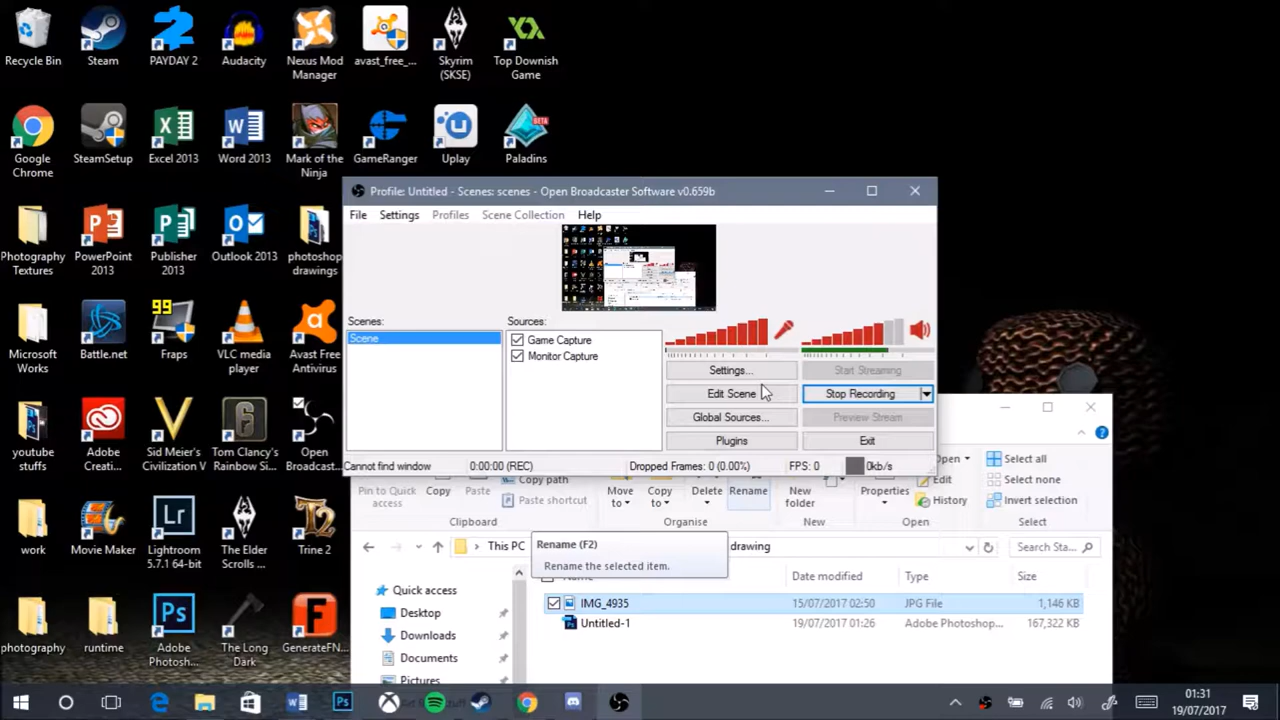 Recycle Bin
Steam
PAYDAY 2
Audacity
Nexus Mod
Manager
avast_free_...
Skyrim
(SKSE)
Top Downish
Game
Google
Chrome
SteamSetup
Excel 2013
Word 2013
Mark of the
Ninja
GameRanger
Uplay
BETA
Paladins
Photography
Textures
PowerPoint
2013
Publisher
2013
Outlook 2013
photoshop
drawings
Profile: Untitled - Scenes: scenes - Open Broadcaster Software v0.659b
File Settings Profiles Scene Collection Help
Scenes:
Scene
Sources:
Game Capture
Monitor Capture
Settings...
Start Streaming
Edit Scene
Stop Recording
Global Sources...
Preview Stream
Plugins
Exit
Cannot find window
0:00:00 (REC)
Dropped Frames: 0 (0.00%)
FPS: 0
0kb/s
Microsoft
Works
Battle.net
99
Fraps
VLC media
player
Avast Free
Antivirus
youtube
stuffs
Adobe
Creati...
Sid Meier's
Civilization V
Tom Clancy's
Rainbow Si...
Open
Broadcast...
work
Movie Maker
Lightroom
5.7.1 64-bit
The Elder
Scrolls ...
Trine 2
photography
runtime
Adobe
Photosh...
The Long
Dark
GenerateFN...
Pin to Quick
access
Copy
Paste
Copy path
Paste shortcut
Clipboard
Move
to
Copy
to
Delete
Rename
Organise
New
folder
New
Properties
Open
Edit
History
Open
Select all
Select none
Invert selection
Select
This PC
drawing
Search Sta...
Rename (F2)
Rename the selected item.
Date modified Type Size
Quick access
Desktop
Downloads
Documents
Pictures
IMG_4935 15/07/2017 02:50 JPG File 1,146 KB
Untitled-1 19/07/2017 01:26 Adobe Photoshop... 167,322 KB
01:31
19/07/2017